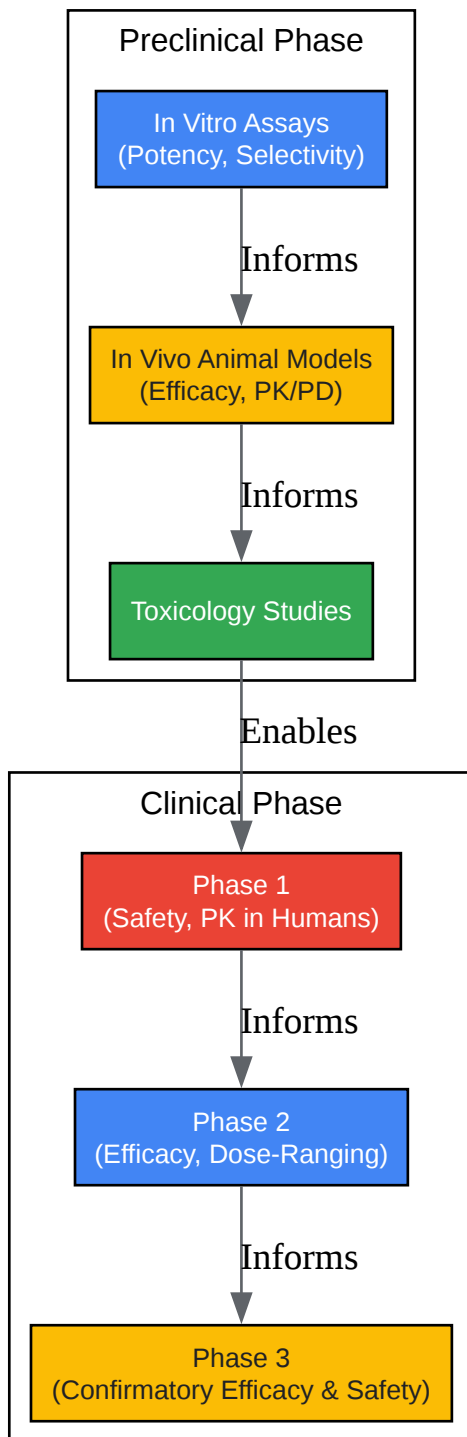 Preclinical Phase
In Vitro Assays
(Potency, Selectivity)
Informs
In Vivo Animal Models
(Efficacy, PK/PD)
Informs
Toxicology Studies
Enables
Clinical Phase
Phase 1
(Safety, PK in Humans)
Informs
Phase 2
(Efficacy, Dose-Ranging)
Informs
Phase 3
(Confirmatory Efficacy & Safety)